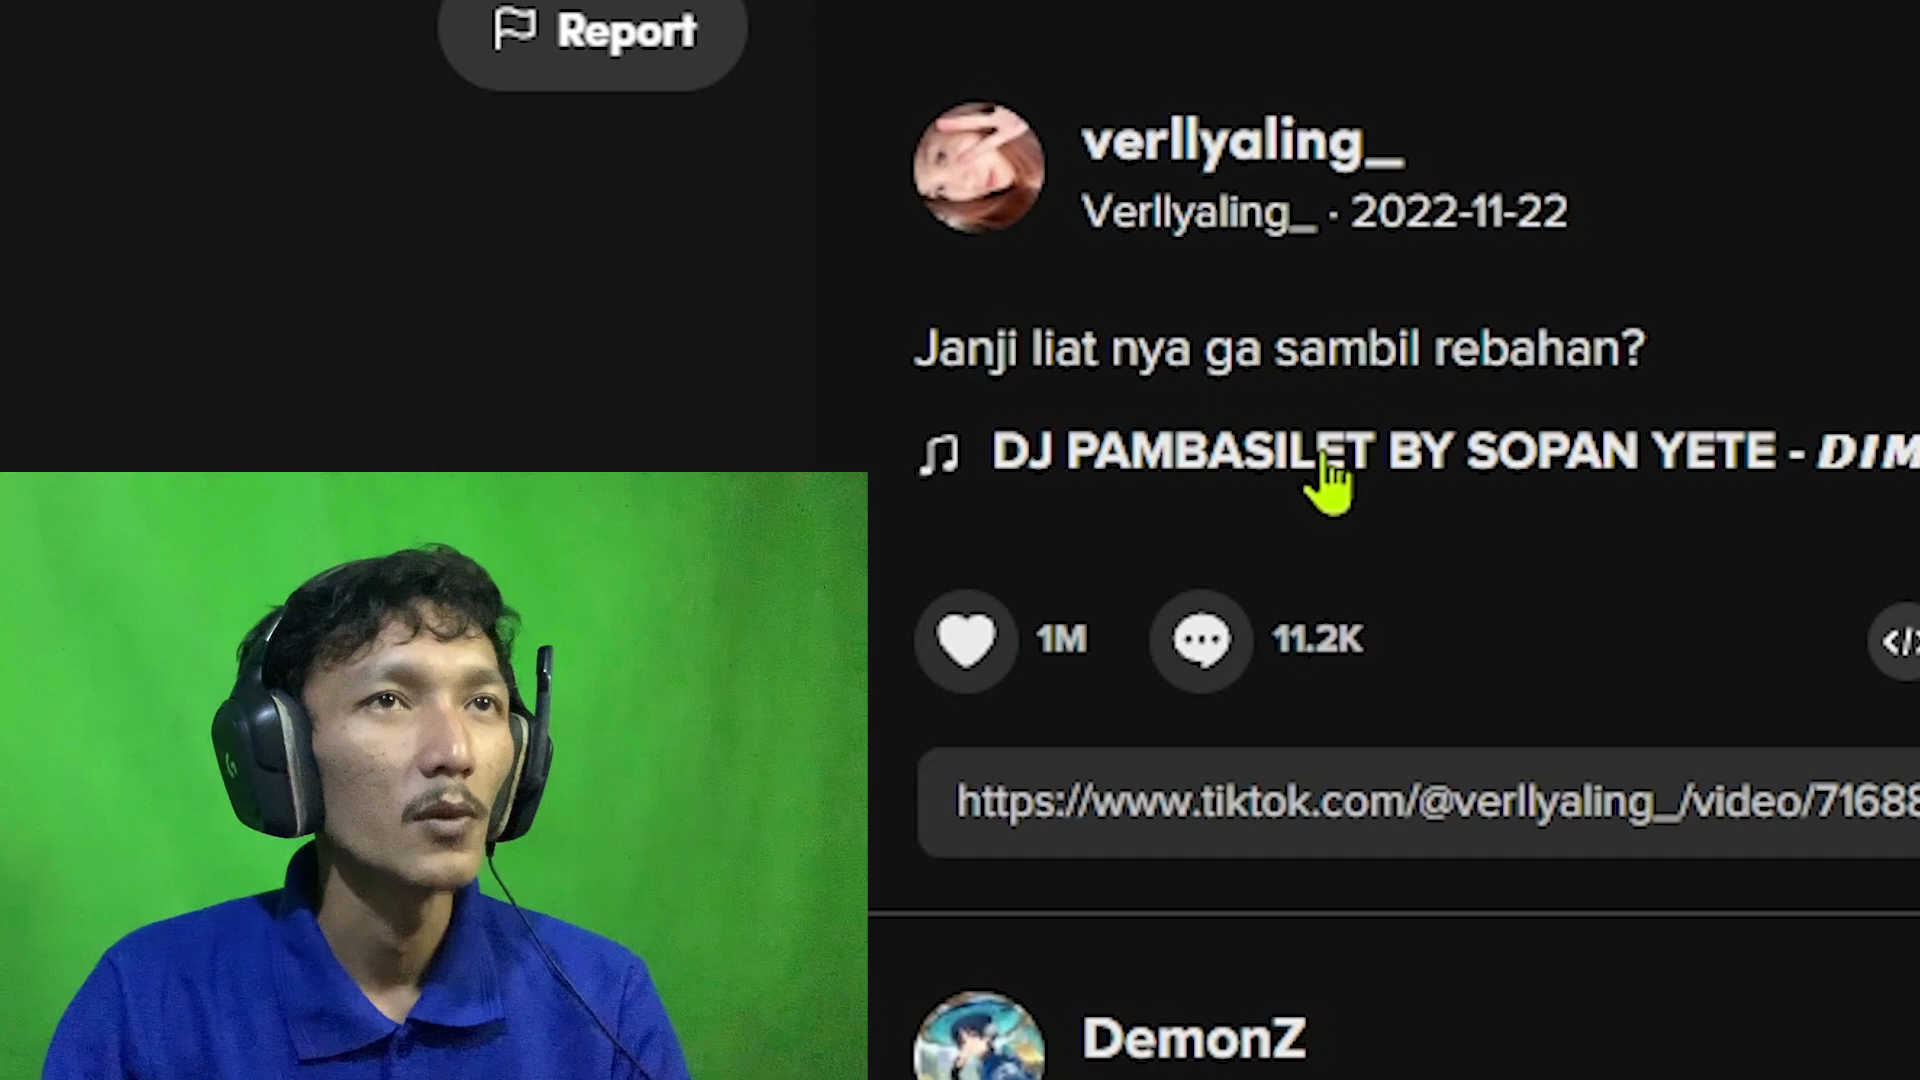 Report
verllyaling_
Verllyaling_ · 2022-11-22
Janji liat nya ga sambil rebahan?
DJ PAMBASILET BY SOPAN YETE - DIM
1M
11.2K
https://www.tiktok.com/@verllyaling_/video/71688
DemonZ